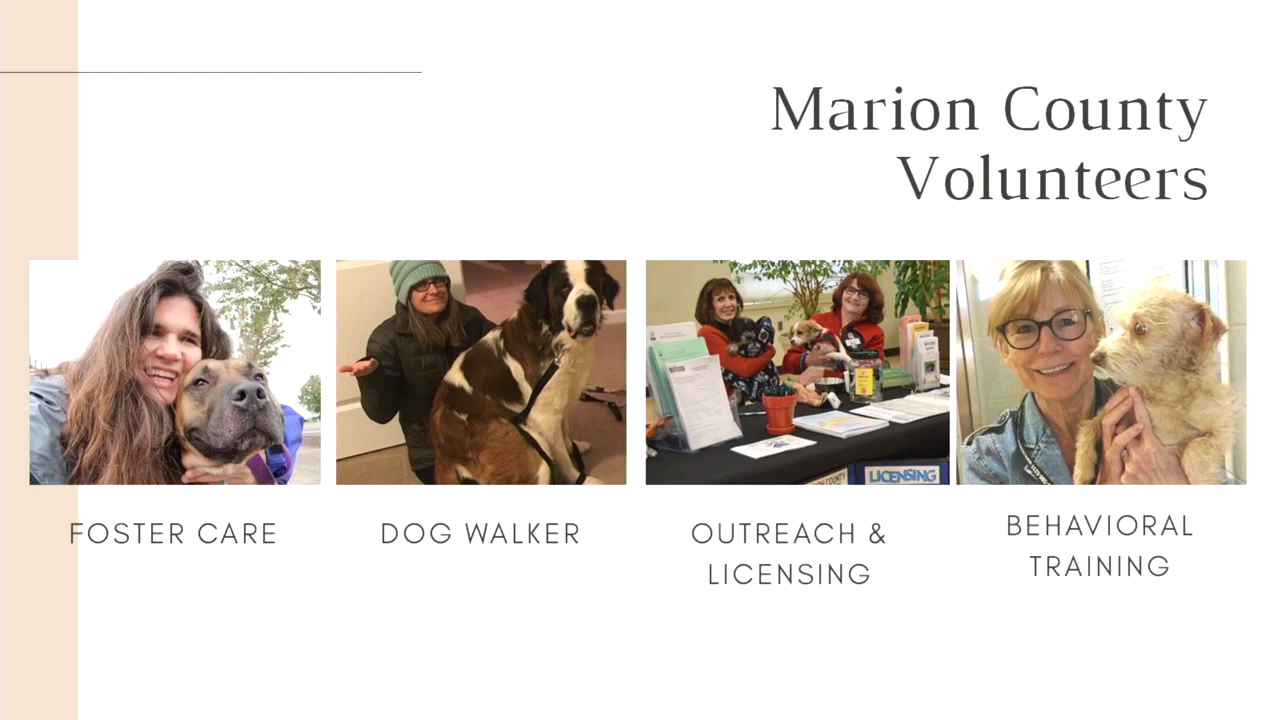 Marion County
Volunteers
LICENSING
FOSTER CARE
DOG WALKER
OUTREACH &
LICENSING
BEHAVIORAL
TRAINING